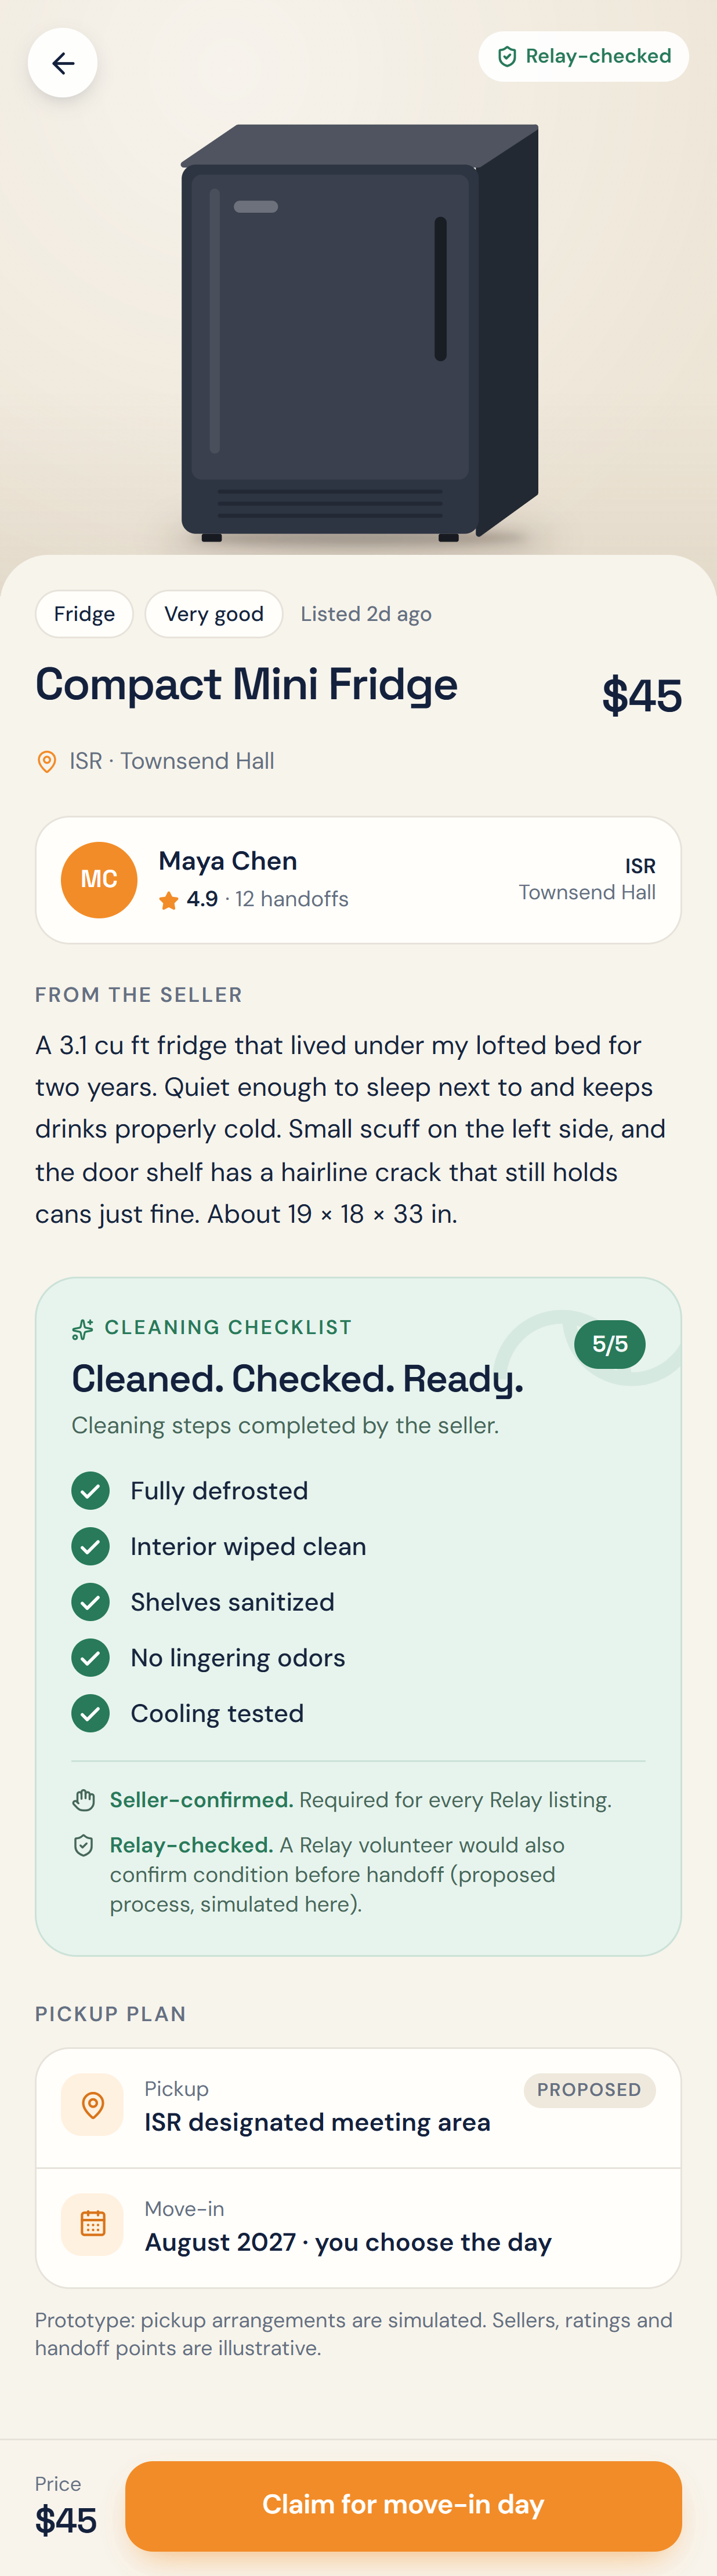 Relay-checked
Fridge
Very good
Listed 2d ago
Compact Mini Fridge
$45
ISR · Townsend Hall
MC
Maya Chen
4.9 · 12 handoffs
ISR
Townsend Hall
FROM THE SELLER
A 3.1 cu ft fridge that lived under my lofted bed for
two years. Quiet enough to sleep next to and keeps
drinks properly cold. Small scuff on the left side, and
the door shelf has a hairline crack that still holds
cans just fine. About 19 × 18 × 33 in.
CLEANING CHECKLIST
5/5
Cleaned. Checked. Ready.
Cleaning steps completed by the seller.
Fully defrosted
Interior wiped clean
Shelves sanitized
No lingering odors
Cooling tested
Seller-confirmed. Required for every Relay listing.
Relay-checked. A Relay volunteer would also
confirm condition before handoff (proposed
process, simulated here).
PICKUP PLAN
Pickup
PROPOSED
ISR designated meeting area
Move-in
August 2027 · you choose the day
Prototype: pickup arrangements are simulated. Sellers, ratings and
handoff points are illustrative.
Price
$45
Claim for move-in day